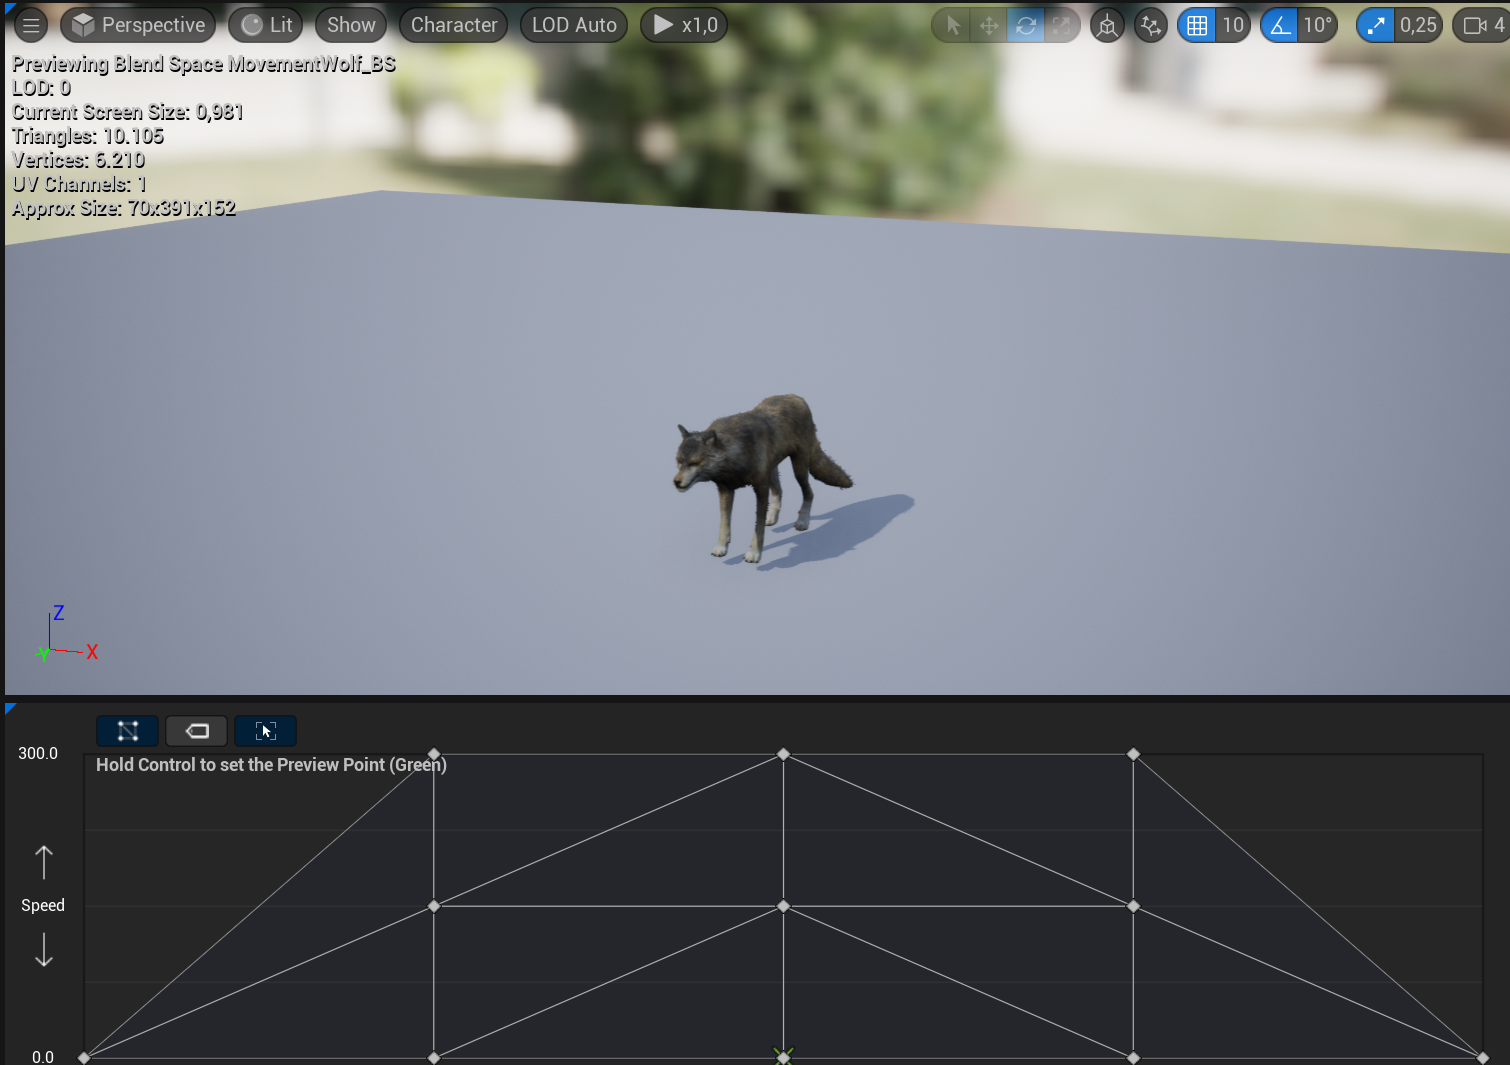 Perspective Lit Show Character LOD Auto x1,0 10 10° 0,25 4
Previewing Blend Space MovementWolf_BS
LOD: 0
Current Screen Size: 0,981
Triangles: 10.105
Vertices: 6.210
UV Channels: 1
Approx Size: 70x391x152
Z
Y X
300.0
Hold Control to set the Preview Point (Green)
Speed
0.0